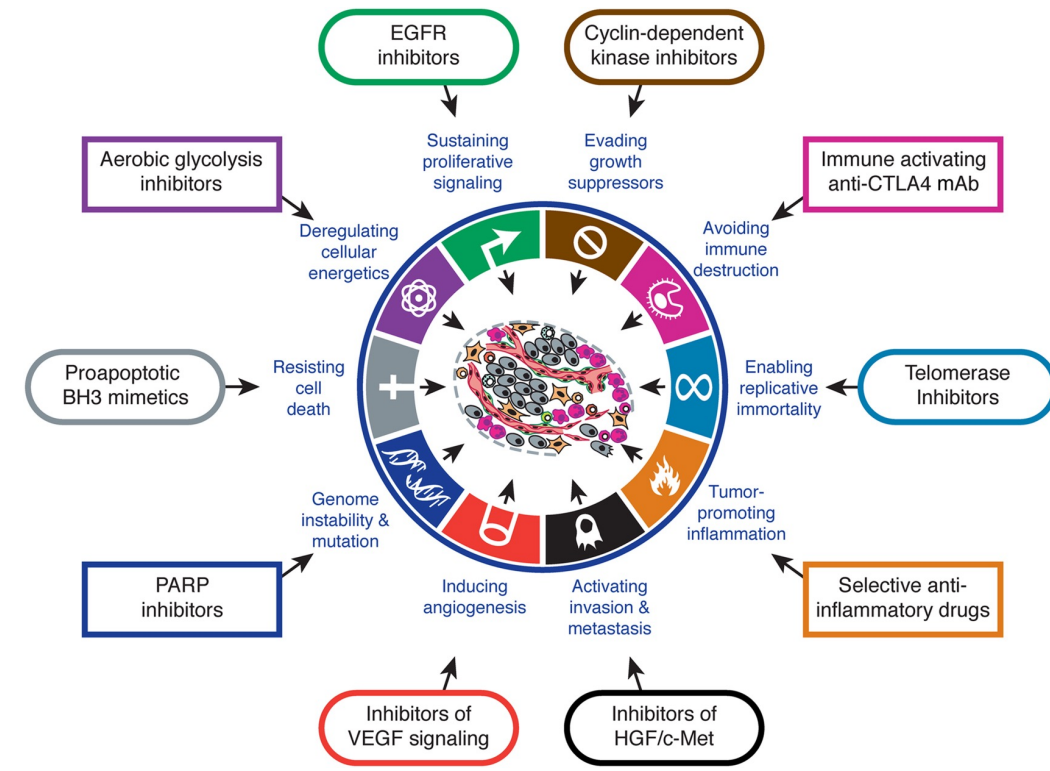 EGFR
inhibitors
Cyclin-dependent
kinase inhibitors
Sustaining
proliferative
signaling
Evading
growth
suppressors
Aerobic glycolysis
inhibitors
Immune activating
anti-CTLA4 mAb
Deregulating
cellular
energetics
Avoiding
immune
destruction
Proapoptotic
BH3 mimetics
Resisting
cell
death
Enabling
replicative
immortality
Telomerase
Inhibitors
Genome
instability &
mutation
Tumor-
promoting
inflammation
PARP
inhibitors
Inducing
angiogenesis
Activating
invasion &
metastasis
Selective anti-
inflammatory drugs
Inhibitors of
VEGF signaling
Inhibitors of
HGF/c-Met